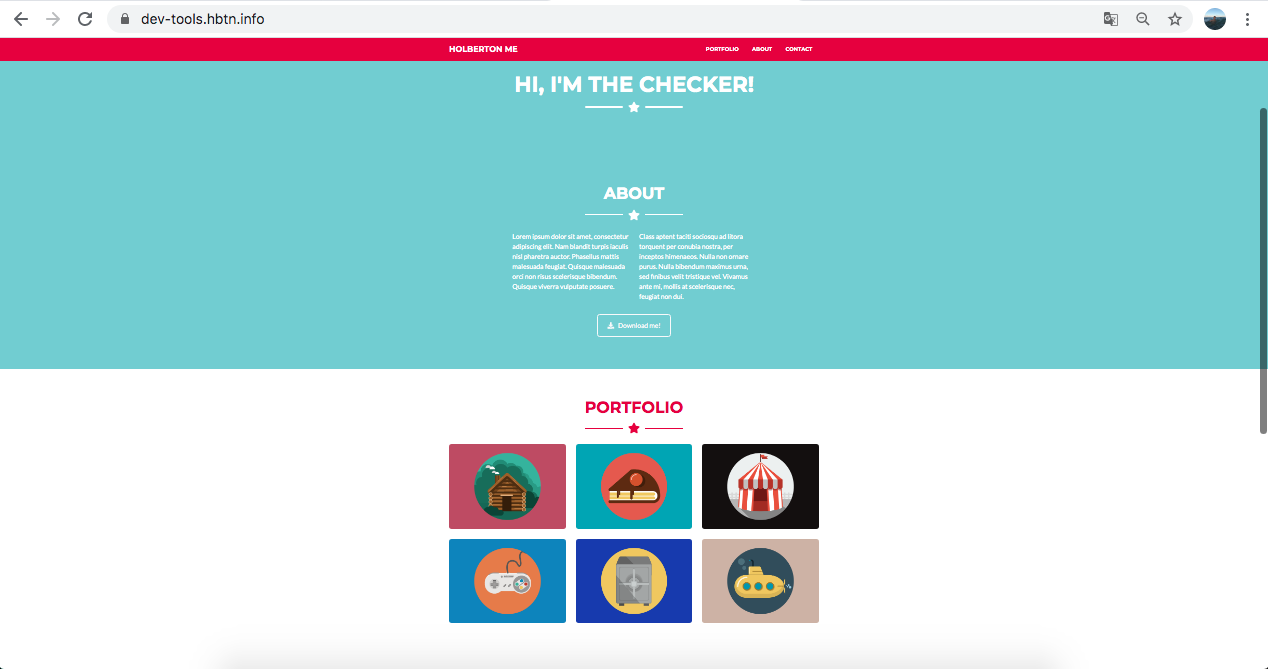 dev-tools.hbtn.info
HOLBERTON ME
PORTFOLIO ABOUT CONTACT
HI, I'M THE CHECKER!
ABOUT
Lorem ipsum dolor sit amet, consectetur
adipiscing elit. Nam blandit turpis iaculis
nisl pharetra auctor. Phasellus mattis
malesuada feugiat. Quisque malesuada
orci non risus scelerisque bibendum.
Quisque viverra vulputate posuere.
Class aptent taciti sociosqu ad litora
torquent per conubia nostra, per
inceptos himenaeos. Nulla non ornare
purus. Nulla bibendum maximus urna,
sed finibus velit tristique vel. Vivamus
ante mi, mollis at scelerisque nec,
feugiat non dui.
Download me!
PORTFOLIO